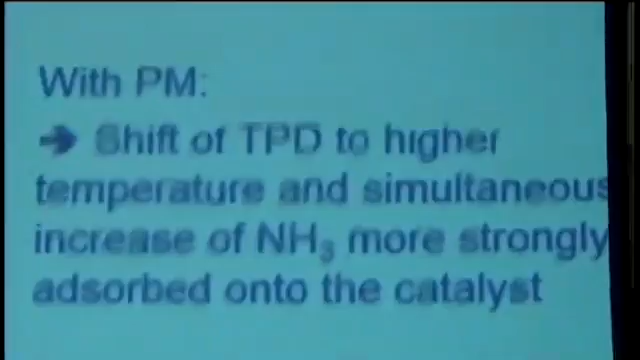 With PM:
➔ Shift of TPD to higher
temperature and simultaneous
increase of NH₃ more strongly
adsorbed onto the catalyst